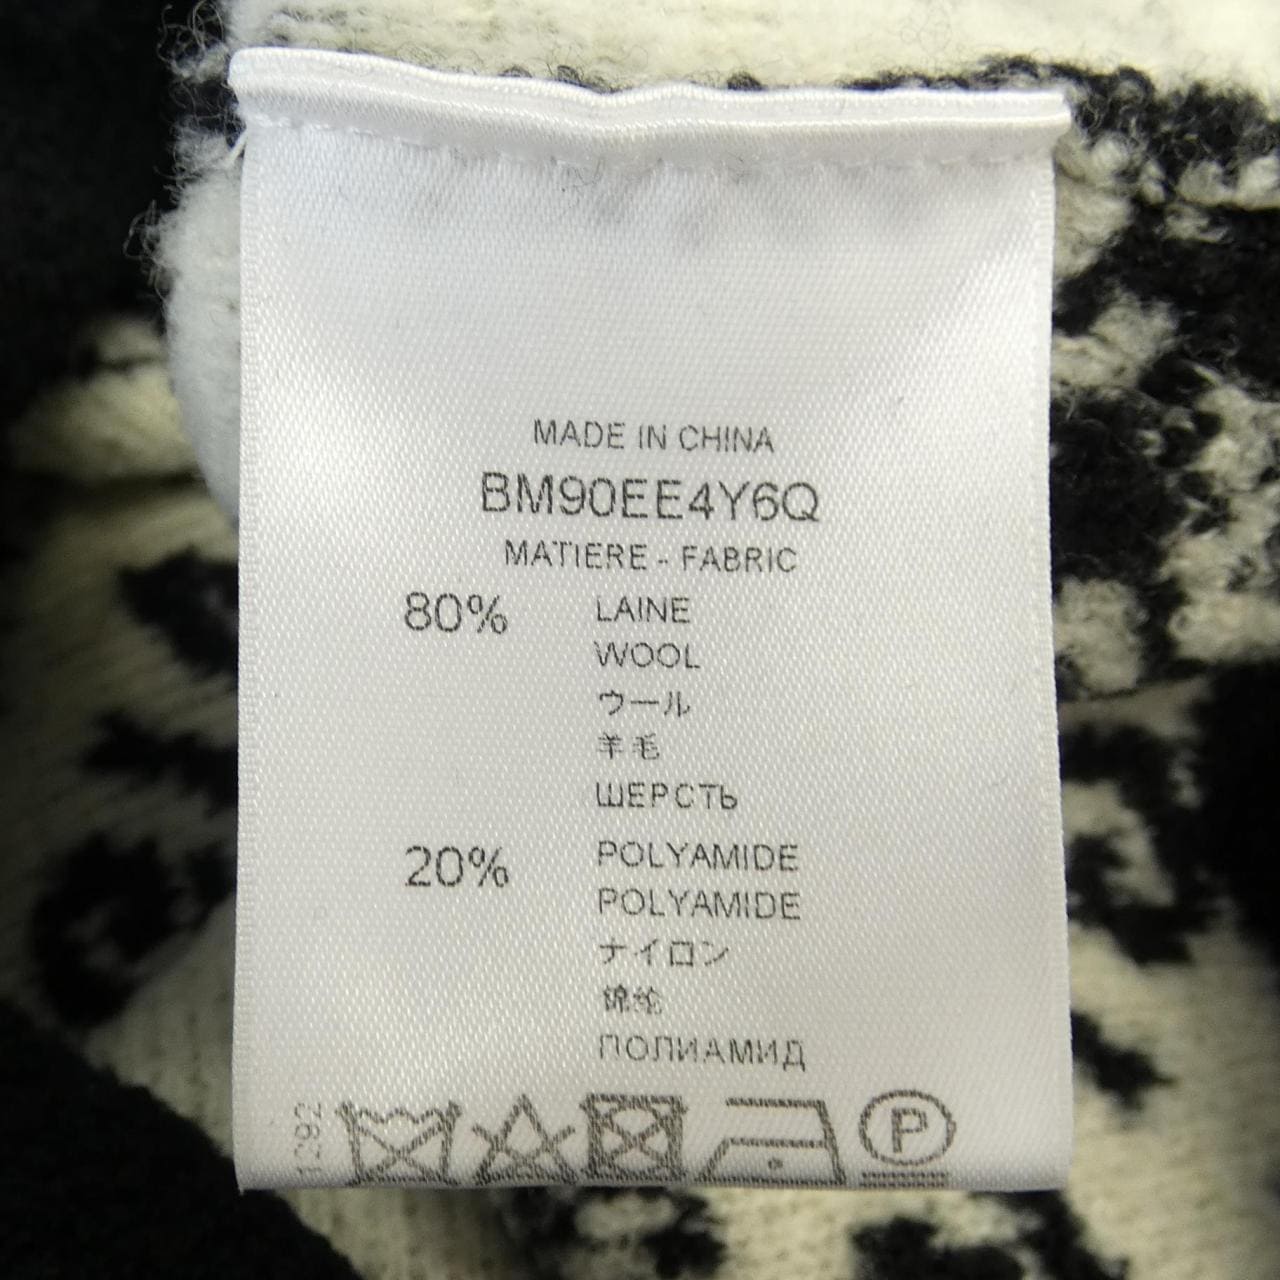 MADE IN CHINA
BM90EE4Y6Q
MATIERE - FABRIC
80% LAINE
WOOL
ウール
羊毛
ШЕРСТЬ
20% POLYAMIDE
POLYAMIDE
ナイロン
锦纶
ПОЛИАМИД
1292
P